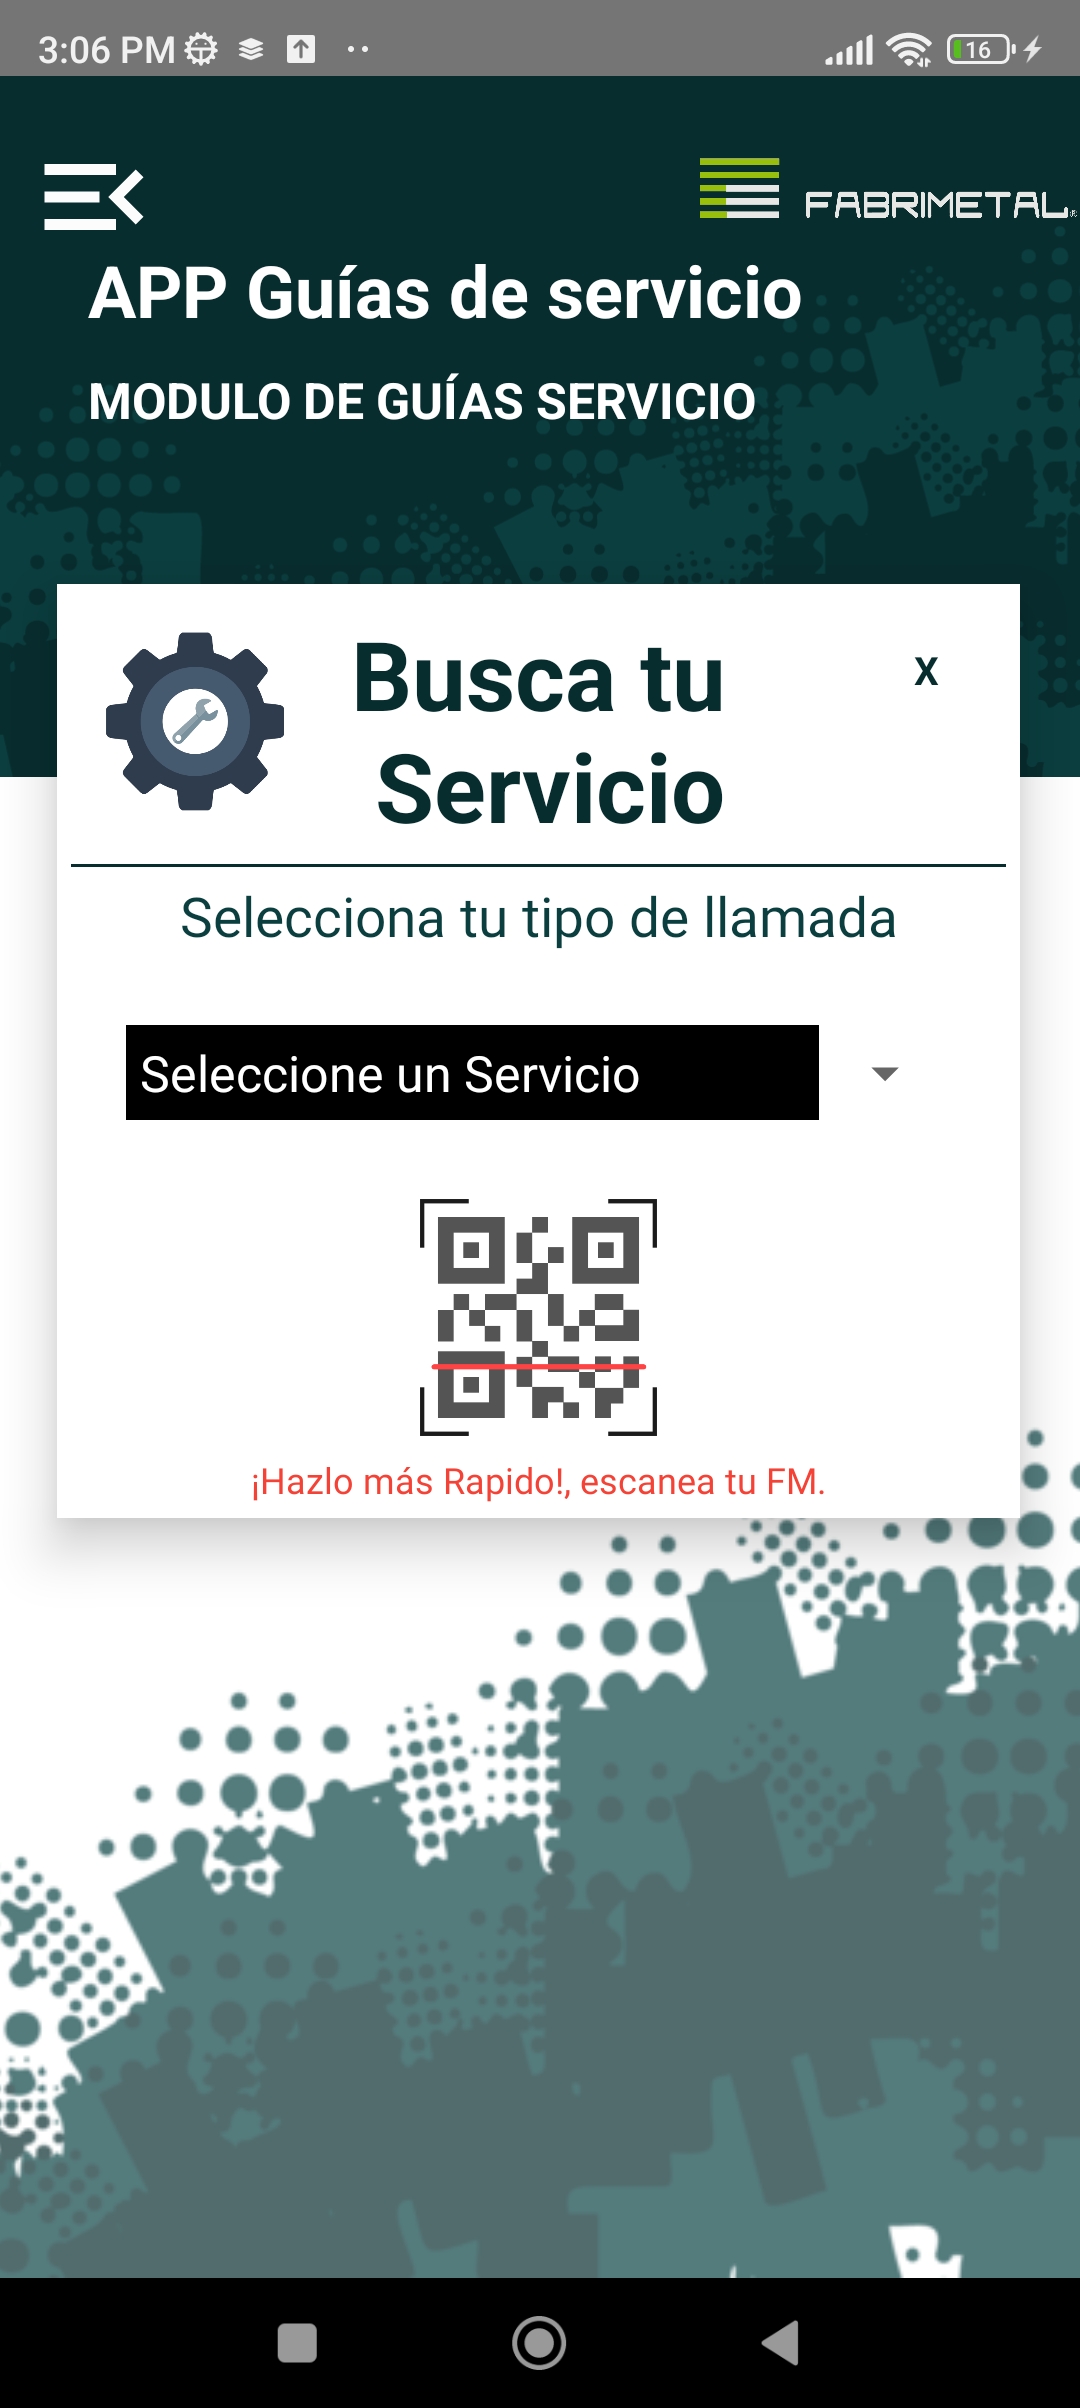 3:06 PM
16
FABRIMETAL
APP Guías de servicio
MODULO DE GUÍAS SERVICIO
Busca tu
Servicio
X
Selecciona tu tipo de llamada
Seleccione un Servicio
¡Hazlo más Rapido!, escanea tu FM.